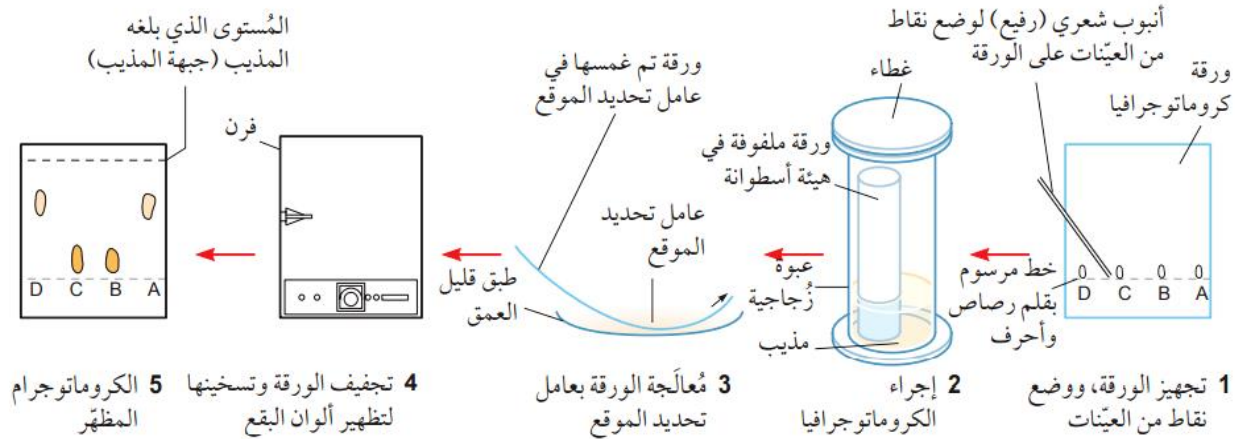 أنبوب شعري (رفيع) لوضع نقاط
من العيّنات على الورقة
ورقة
كروماتوجرافيا
خط مرسوم
بقلم رصاص
وأحرف
D C B A
1 تجهيز الورقة، ووضع
نقاط من العيّنات
غطاء
ورقة ملفوفة في
هيئة أسطوانة
عبوة
زُجاجية
مذيب
2 إجراء
الكروماتوجرافيا
ورقة تم غمسها في
عامل تحديد الموقع
عامل تحديد
الموقع
طبق قليل
العمق
3 مُعالَجة الورقة بعامل
تحديد الموقع
فرن
4 تجفيف الورقة وتسخينها
لتظهير ألوان البقع
المُستوى الذي بلغه
المذيب (جبهة المذيب)
D C B A
5 الكروماتوجرام
المظهّر